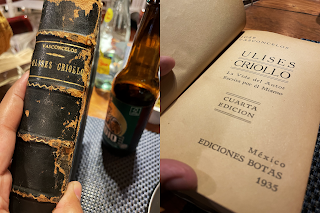 VASCONCELOS
ULISES CRIOLLO
VASCONCELOS
ULISES
CRIOLLO
La Vida del Autor
Escrita por El Mismo
CUARTA
EDICION
México
EDICIONES BOTAS
1935